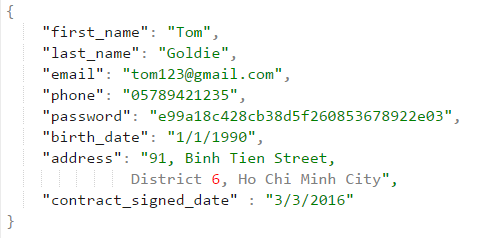 {
"first_name": "Tom",
"last_name": "Goldie",
"email": "tom123@gmail.com",
"phone": "05789421235",
"password": "e99a18c428cb38d5f260853678922e03",
"birth_date": "1/1/1990",
"address": "91, Binh Tien Street,
District 6, Ho Chi Minh City",
"contract_signed_date" : "3/3/2016"
}